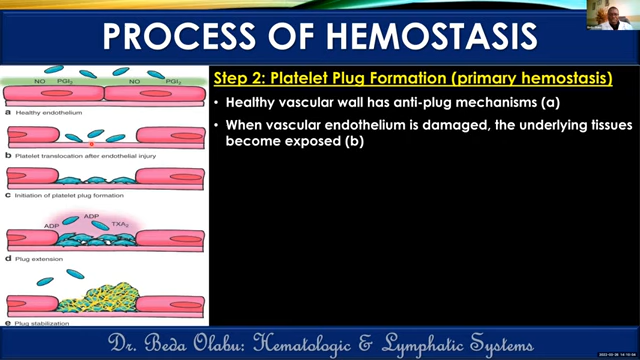 PROCESS OF HEMOSTASIS
NO PGI2 NO PGI2
a Healthy endothelium
b Platelet translocation after endothelial injury
c Initiation of platelet plug formation
ADP ADP TXA2
d Plug extension
e Plug stabilization
Step 2: Platelet Plug Formation (primary hemostasis)
• Healthy vascular wall has anti-plug mechanisms (a)
• When vascular endothelium is damaged, the underlying tissues
become exposed (b)
Dr. Beda Olabu: Hematologic & Lymphatic Systems